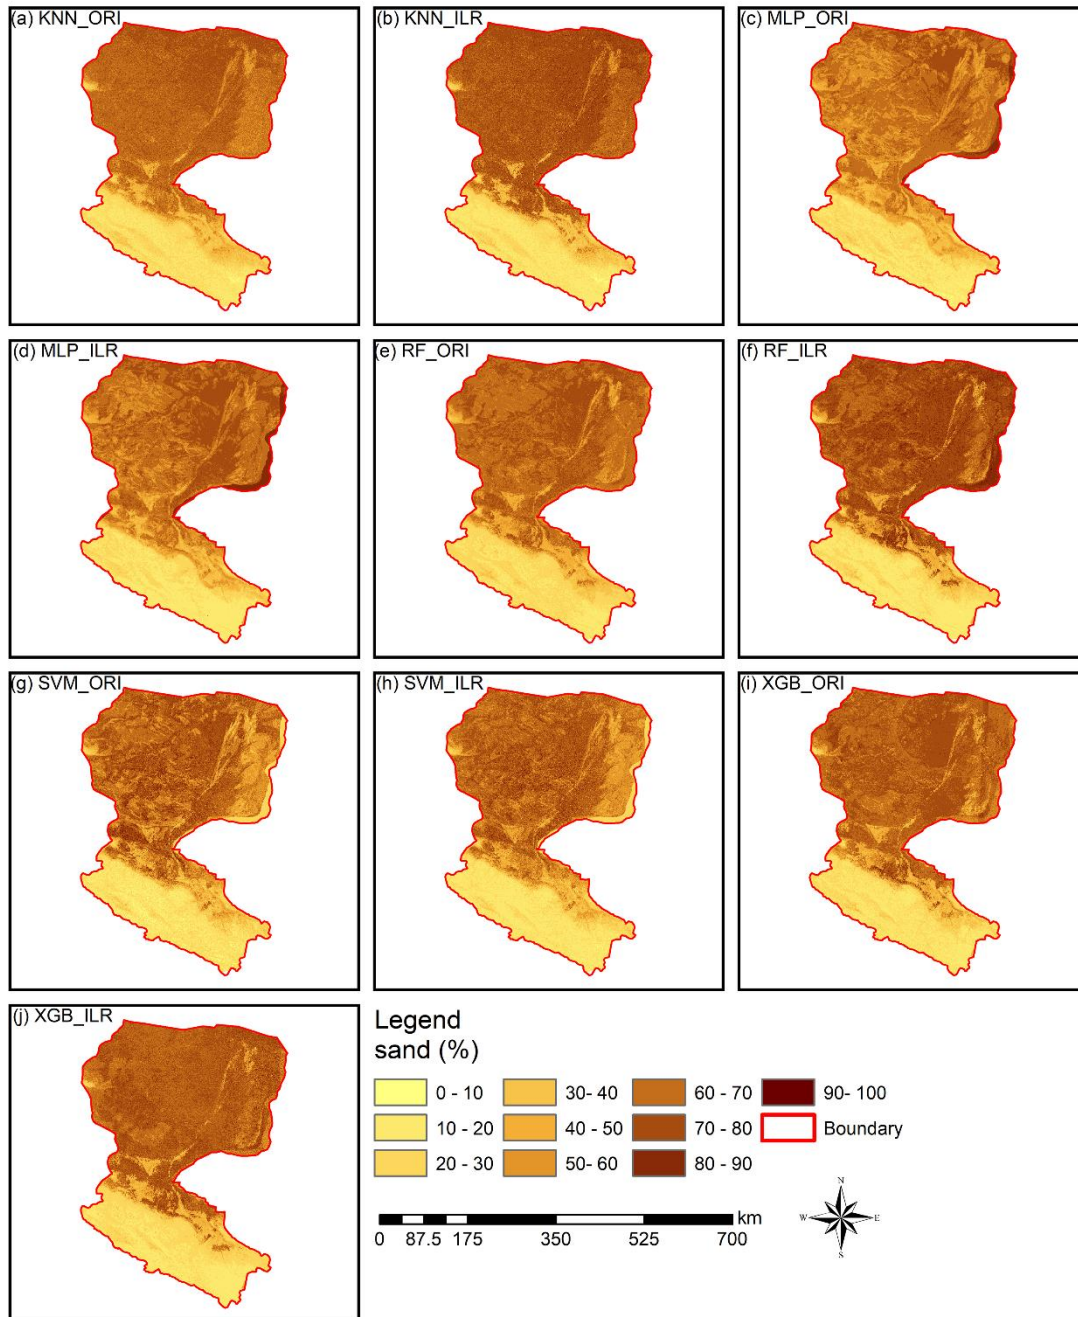 (a) KNN_ORI
(b) KNN_ILR
(c) MLP_ORI
(d) MLP_ILR
(e) RF_ORI
(f) RF_ILR
(g) SVM_ORI
(h) SVM_ILR
(i) XGB_ORI
(j) XGB_ILR
Legend
sand (%)
0 - 10
30- 40
60 - 70
90- 100
10 - 20
40 - 50
70 - 80
Boundary
20 - 30
50- 60
80 - 90
km
0 87.5 175 350 525 700
N
W E
S